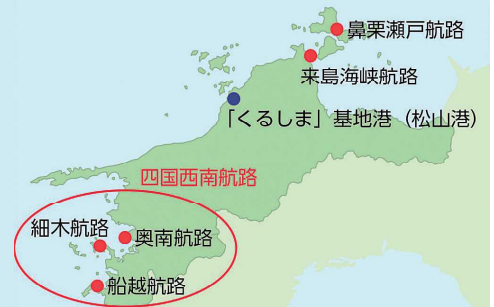 鼻栗瀬戸航路
来島海峡航路
「くるしま」基地港（松山港）
四国西南航路
細木航路
奥南航路
船越航路